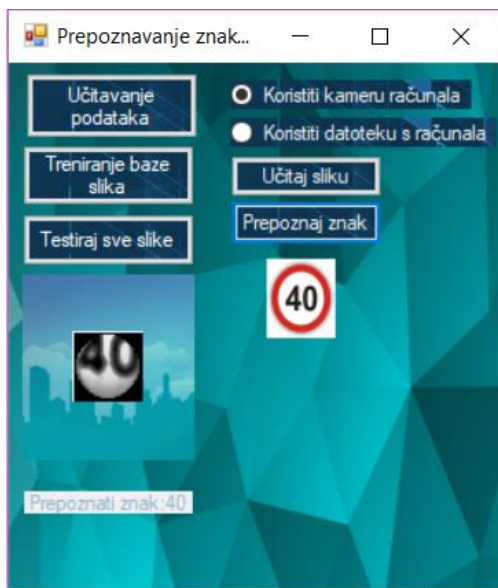 Prepoznavanje znak...
Učitavanje
podataka
Treniranje baze
slika
Testiraj sve slike
40
Prepoznati znak:40
Koristiti kameru računala
Koristiti datoteku s računala
Učitaj sliku
Prepoznaj znak
40